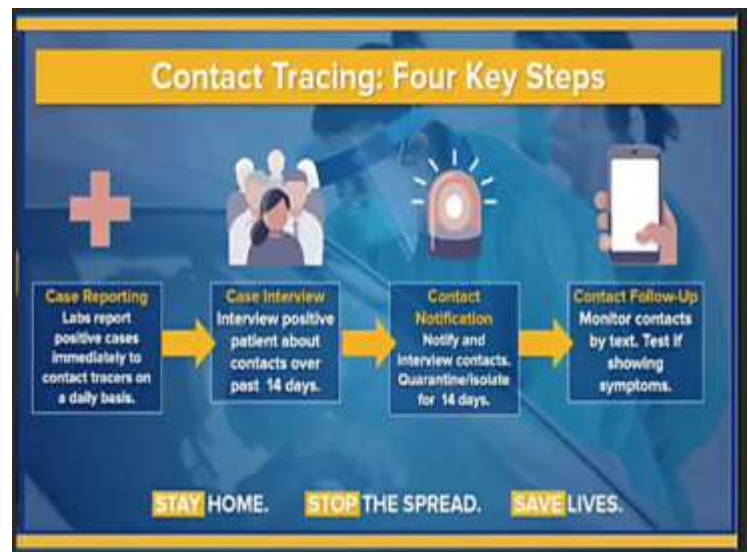 Contact Tracing: Four Key Steps
Case Reporting
Labs report
positive cases
immediately to
contact tracers on
a daily basis.
Case Interview
Interview positive
patient about
contacts over
past 14 days.
Contact
Notification
Notify and
interview contacts.
Quarantine/isolate
for 14 days.
Contact Follow-Up
Monitor contacts
by text. Test if
showing
symptoms.
STAY HOME. STOP THE SPREAD. SAVE LIVES.